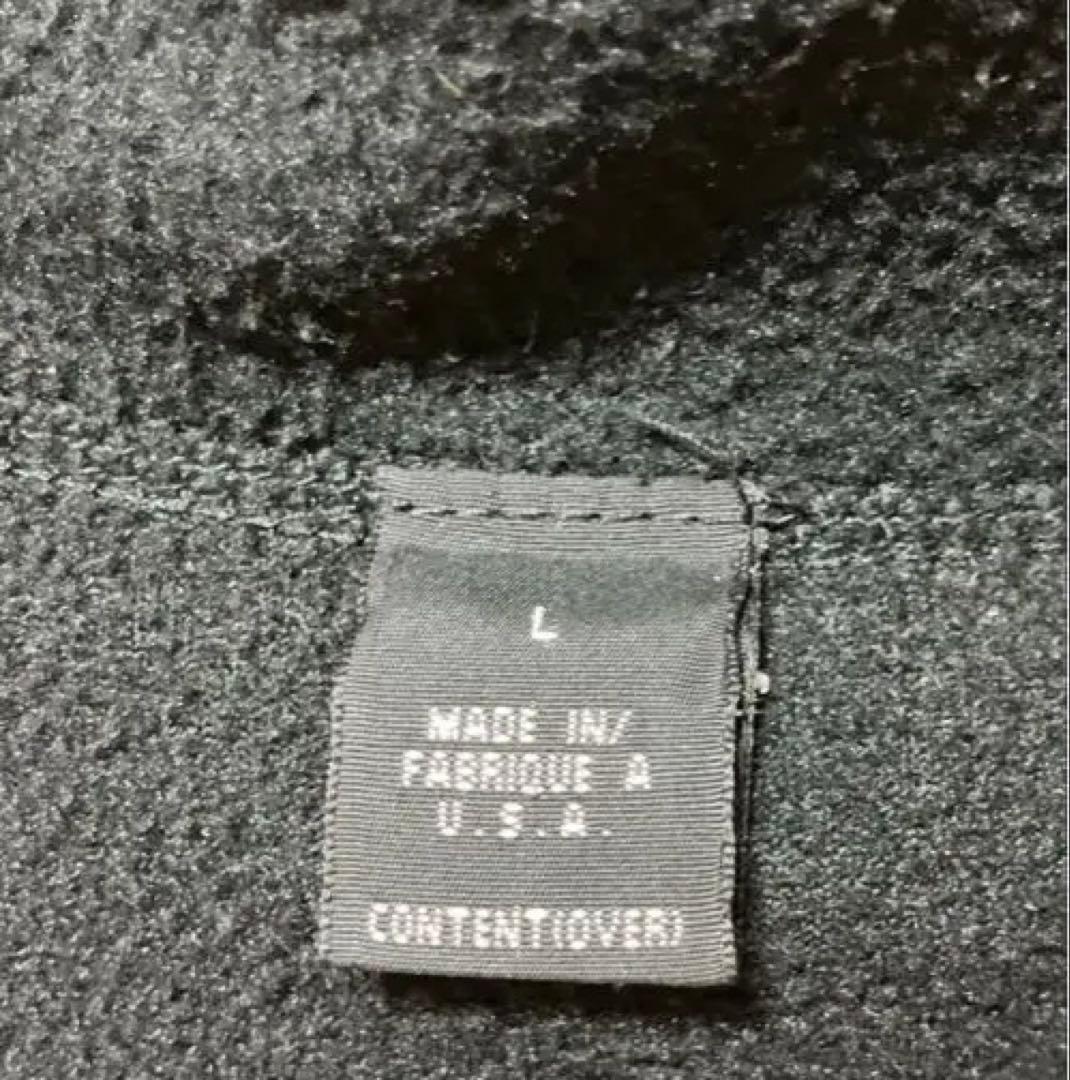 L
MADE IN/
FABRIQUE A
U.S.A.
CONTENT(OVER)